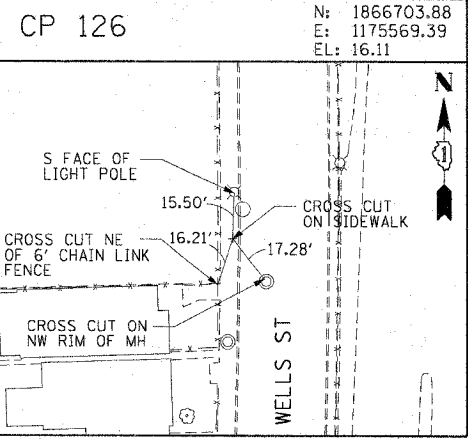 CP 126
N: 1866703.88
E: 1175569.39
EL: 16.11
N
1
S FACE OF
LIGHT POLE
15.50'
CROSS CUT
ON SIDEWALK
16.21'
17.28'
CROSS CUT NE
OF 6' CHAIN LINK
FENCE
CROSS CUT ON
NW RIM OF MH
WELLS ST